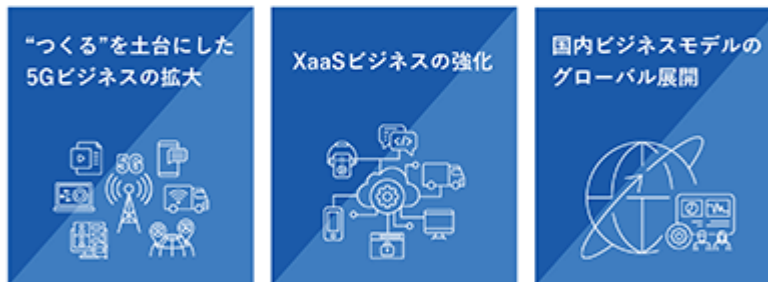 “つくる”を土台にした
5Gビジネスの拡大
5G
XaaSビジネスの強化
</>
国内ビジネスモデルの
グローバル展開